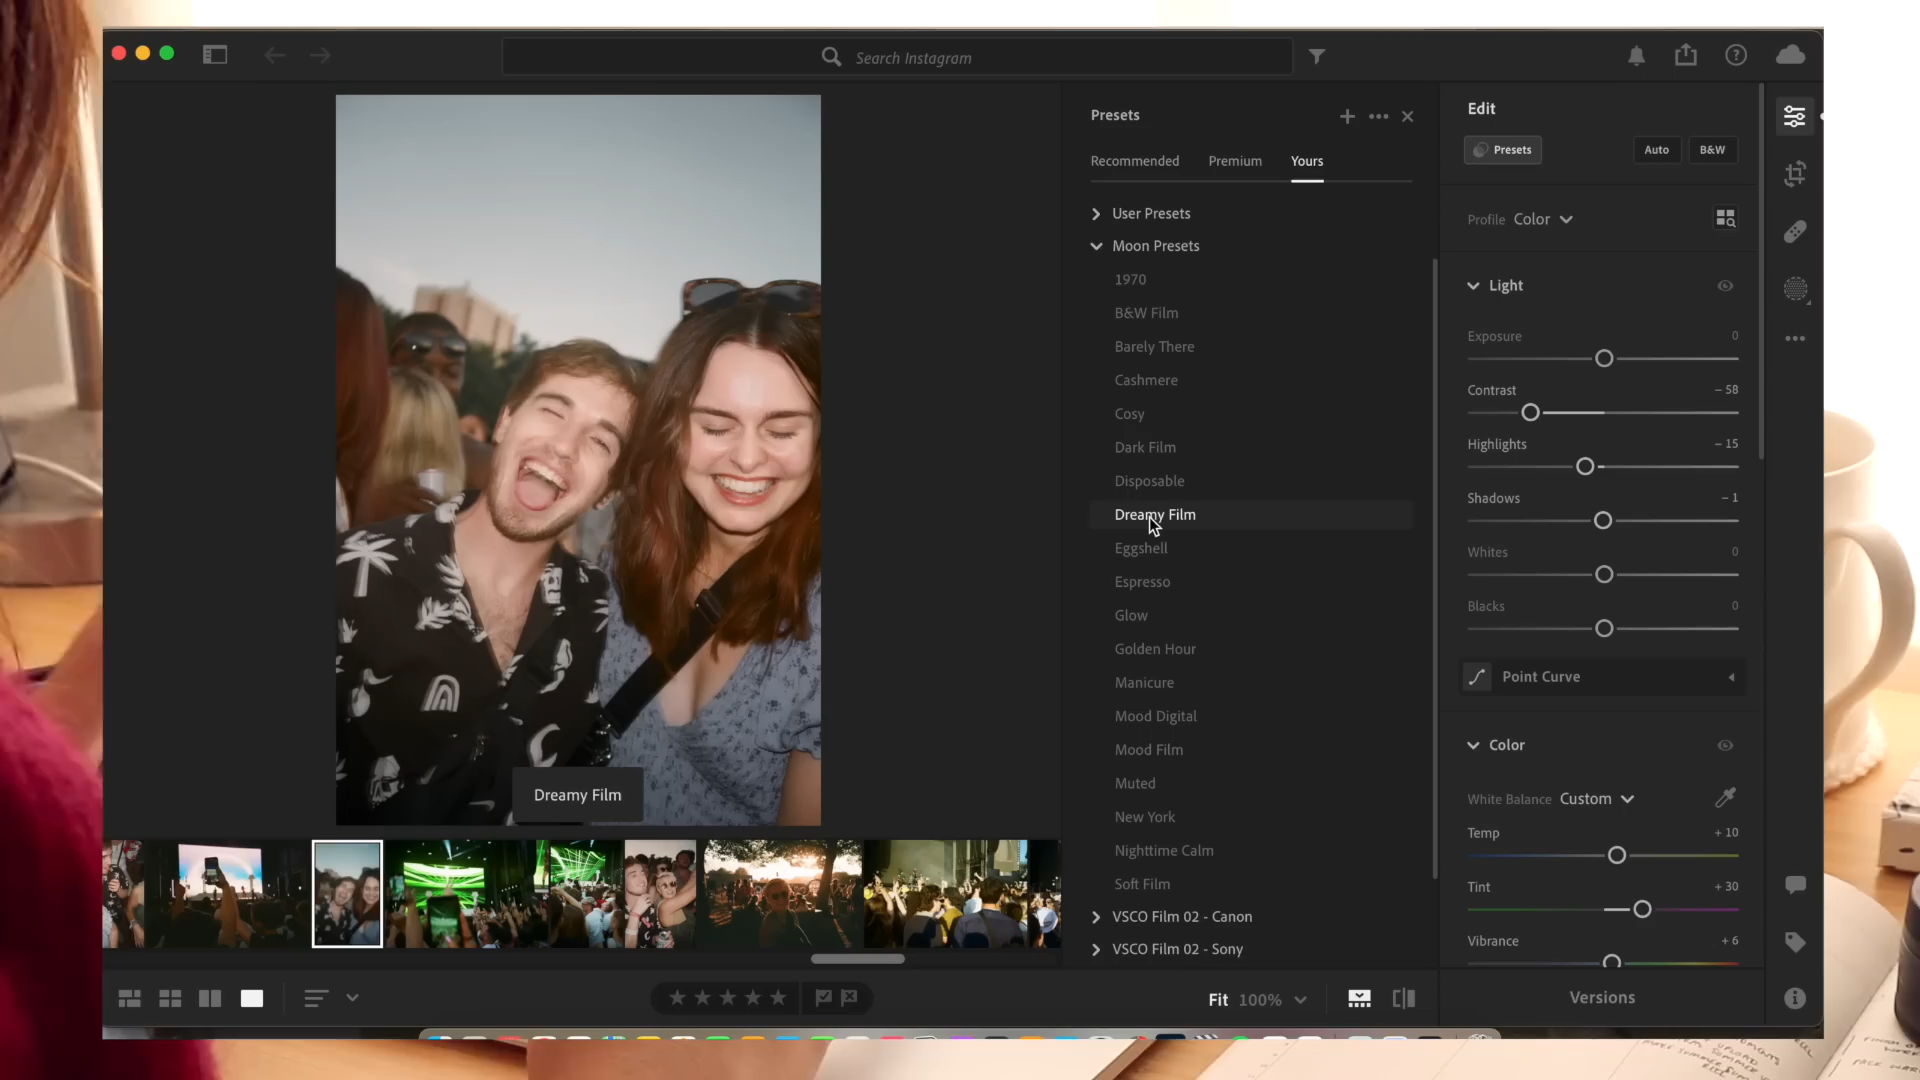 Search Instagram
Presets
Recommended Premium Yours
User Presets
Moon Presets
1970
B&W Film
Barely There
Cashmere
Cosy
Dark Film
Disposable
Dreamy Film
Eggshell
Espresso
Glow
Golden Hour
Manicure
Mood Digital
Mood Film
Muted
New York
Nighttime Calm
Soft Film
VSCO Film 02 - Canon
VSCO Film 02 - Sony
Dreamy Film
Fit 100%
Edit
Presets Auto B&W
Profile Color
Light
Exposure 0
Contrast - 58
Highlights - 15
Shadows - 1
Whites 0
Blacks 0
Point Curve
Color
White Balance Custom
Temp + 10
Tint + 30
Vibrance + 6
Versions